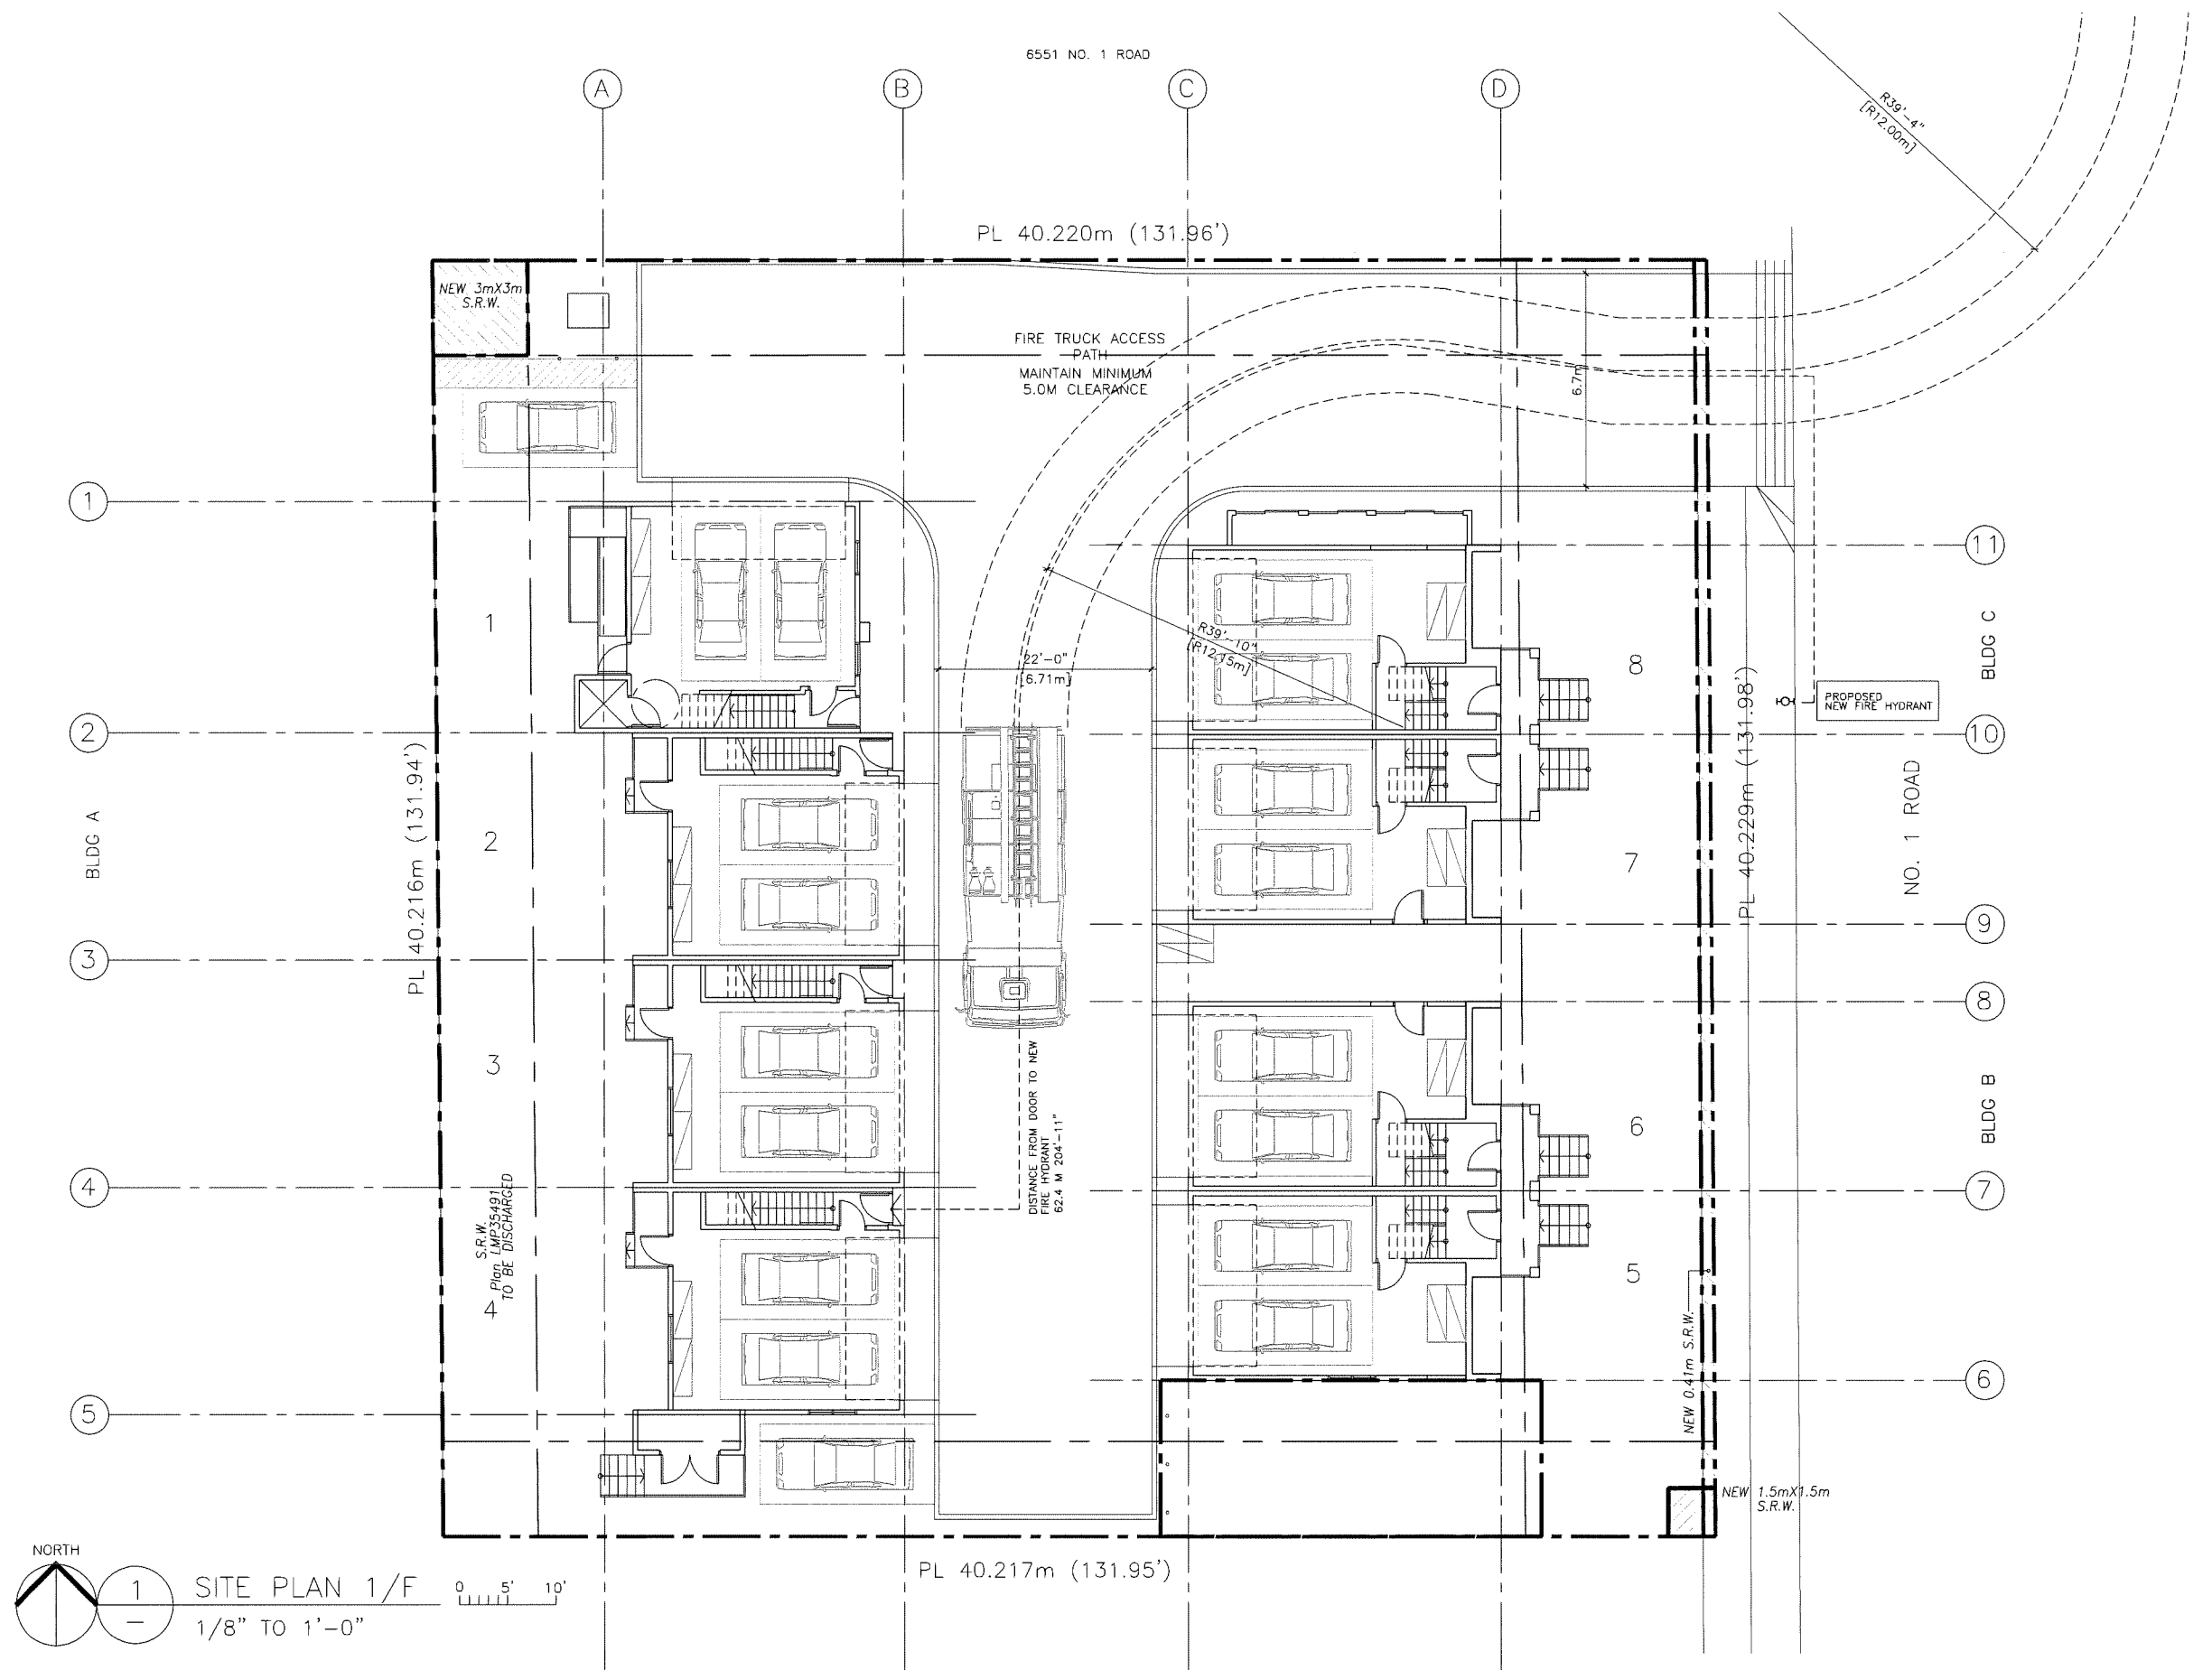 6551 NO. 1 ROAD
A
B
C
D
R39'-4"
[R12.00m]
PL 40.220m (131.96')
NEW 3mX3m
S.R.W.
FIRE TRUCK ACCESS
PATH
MAINTAIN MINIMUM
5.0M CLEARANCE
6.7m
1
11
1
BLDG C
8
R39'-10"
[R12.15m]
22'-0"
[6.71m]
PROPOSED
NEW FIRE HYDRANT
2
10
PL 40.216m (131.94')
PL 40.229m (131.98')
BLDG A
2
7
NO. 1 ROAD
3
9
8
3
DISTANCE FROM DOOR TO NEW
FIRE HYDRANT
62.4 M 204'-11"
6
BLDG B
4
7
S.R.W.
Plan LMP35491
TO BE DISCHARGED
4
5
NEW 0.41m S.R.W.
6
5
NEW 1.5mX1.5m
S.R.W.
PL 40.217m (131.95')
NORTH
1
–
SITE PLAN 1/F
1/8" TO 1'-0"
0 5' 10'